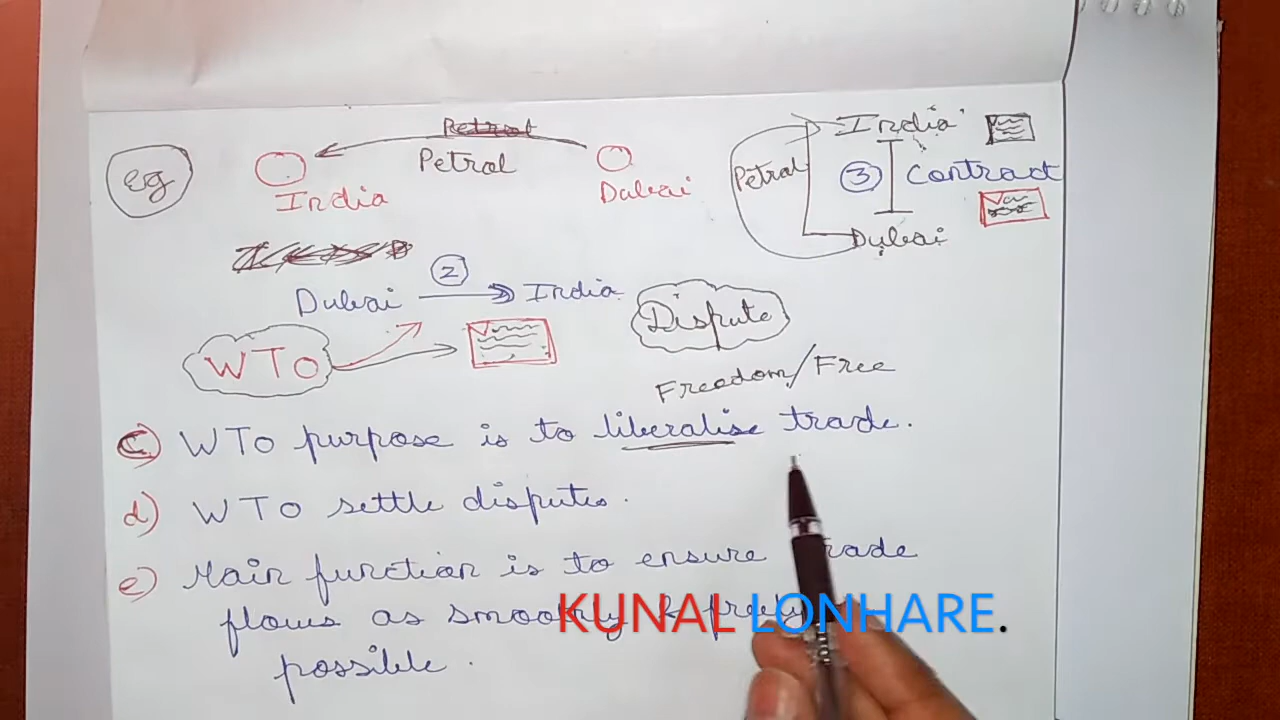 eg
Petrol
India
Dubai
India
Petrol
3
Contract
Dubai
2
Dubai
India
WTO
Dispute
Freedom/Free
c) WTO purpose is to liberalise trade.
d) WTO settle disputes.
e) Main function is to ensure trade
flows as smoothly & freely
possible.
KUNAL LONHARE.